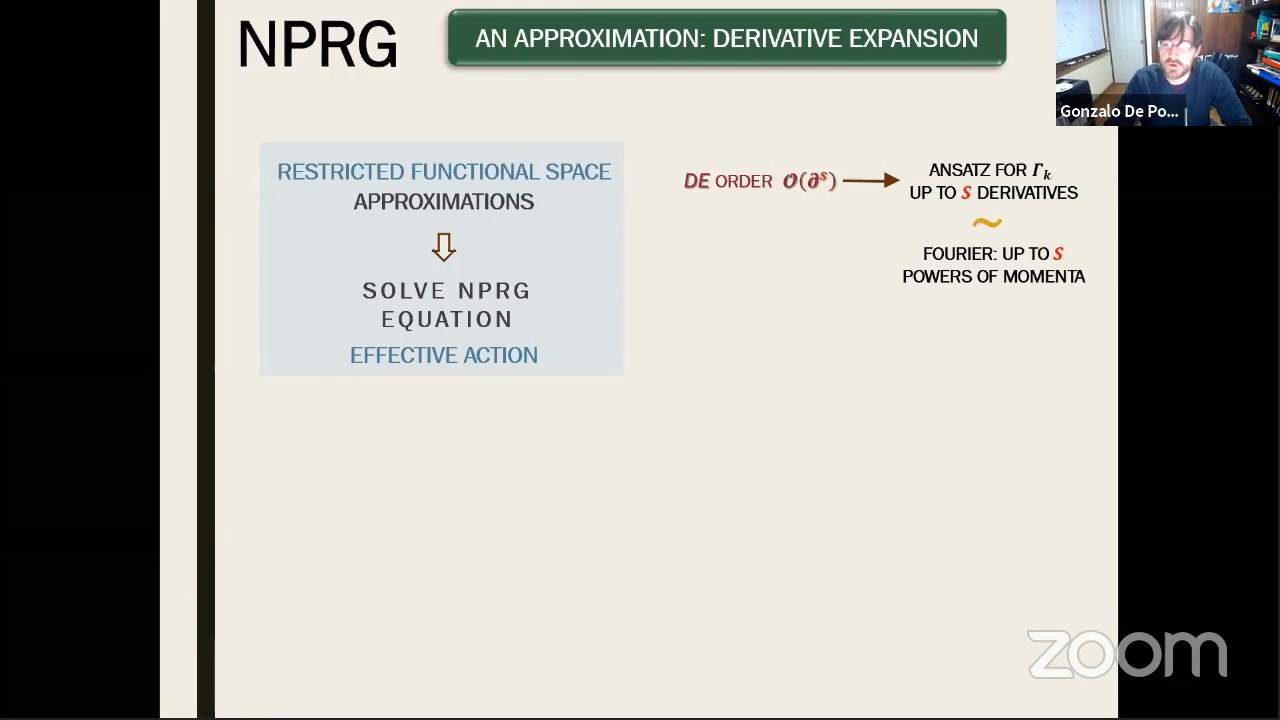 NPRG
AN APPROXIMATION: DERIVATIVE EXPANSION
Gonzalo De Po...
RESTRICTED FUNCTIONAL SPACE
APPROXIMATIONS
SOLVE NPRG
EQUATION
EFFECTIVE ACTION
DE ORDER 𝒪(∂^s)
ANSATZ FOR Γ_k
UP TO S DERIVATIVES
~
FOURIER: UP TO S
POWERS OF MOMENTA
zoom